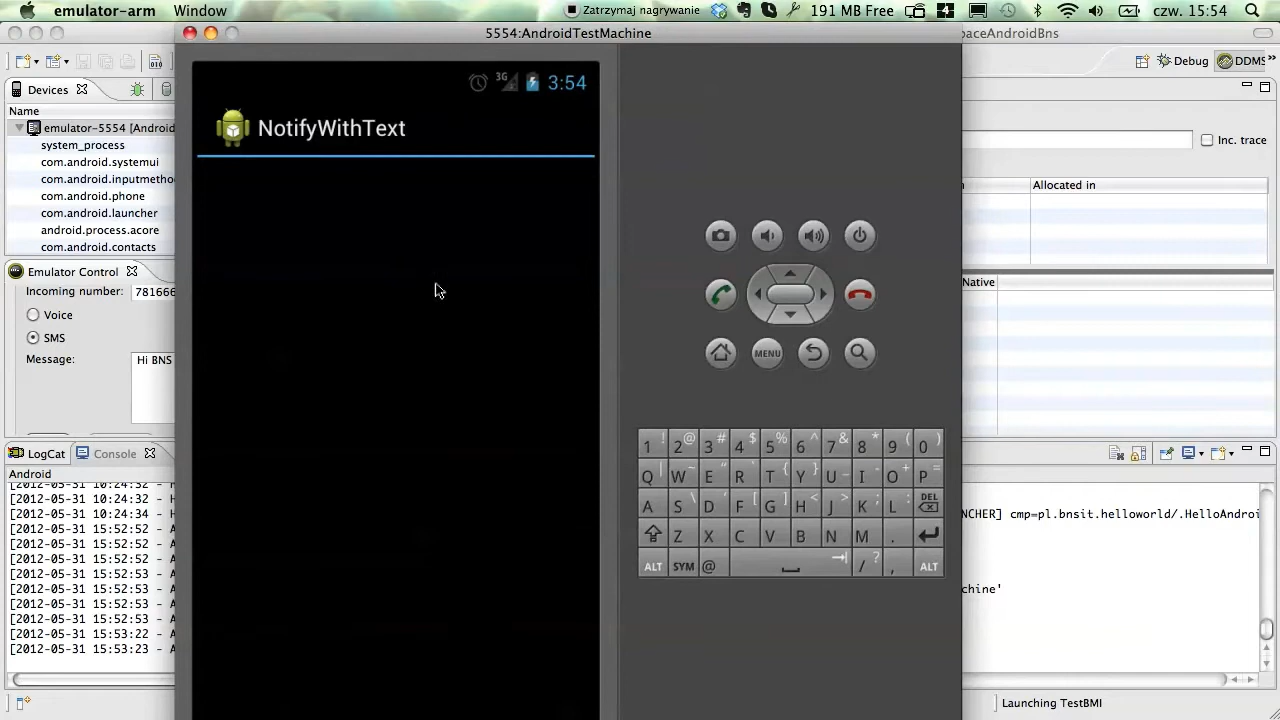 emulator-arm Window Zatrzymaj nagrywanie 191 MB Free czw. 15:54
5554:AndroidTestMachine
paceAndroidBns
Debug DDMS
Devices
Name
emulator-5554 [Android
system_process
com.android.systemui
com.android.inputmetho
com.android.phone
com.android.launcher
android.process.acore
com.android.contacts
Emulator Control
Incoming number: 781666
Voice
SMS
Message: Hi BNS
LogCat Console
Android
[2012-05-31 10:24:32 - H
[2012-05-31 10:24:34 - H
[2012-05-31 15:52:52 - A
[2012-05-31 15:52:52 - A
[2012-05-31 15:52:52 - A
[2012-05-31 15:52:53 - A
[2012-05-31 15:52:53 - A
[2012-05-31 15:52:53 - A
[2012-05-31 15:52:53 - A
[2012-05-31 15:53:22 - A
[2012-05-31 15:53:23 - A
3G 3:54
NotifyWithText
MENU
1 ! 2 @ 3 # 4 $ 5 % 6 ^ 7 & 8 * 9 ( 0 )
Q | W ~ E " R ` T { Y } U _ I - O + P =
A S \ D ' F [ G ] H < J > K ; L : DEL
Z X C V B N M .
ALT SYM @ / ? , ALT
Inc. trace
Allocated in
Native
NCHER] cmp=pl.bnsit.helloworld/.HelloAndroi
chine'
Launching TestBMI